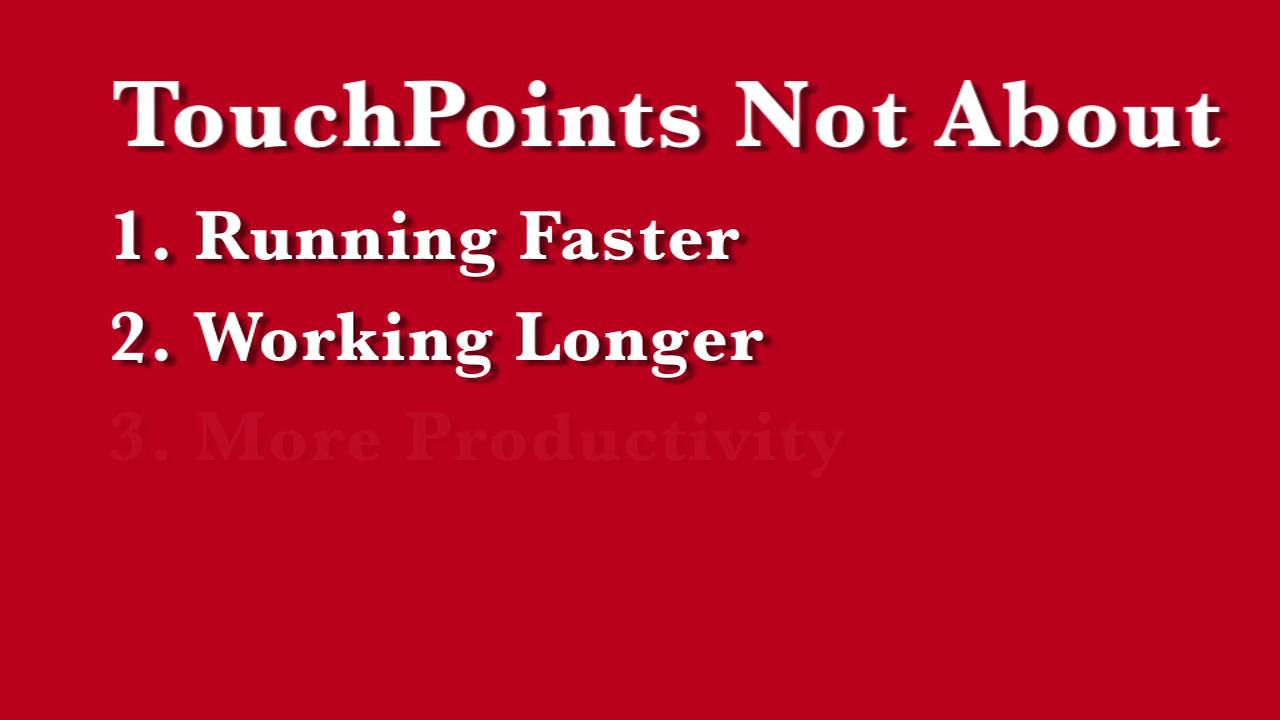 TouchPoints Not About
1. Running Faster
2. Working Longer
3. More Productivity